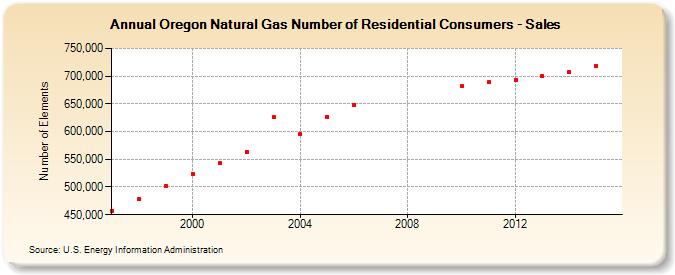 Annual Oregon Natural Gas Number of Residential Consumers - Sales
Number of Elements
750,000
700,000
650,000
600,000
550,000
500,000
450,000
2000 2004 2008 2012
Source: U.S. Energy Information Administration